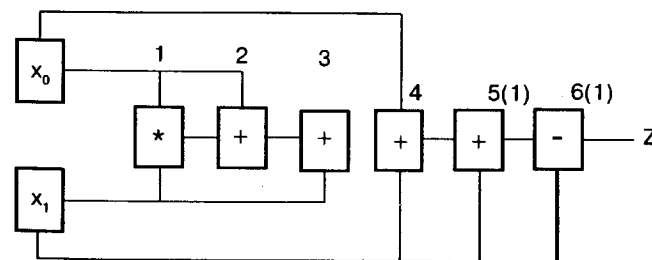 1 2 3
4 5(1) 6(1)
x₀
* + + + + - Z
x₁